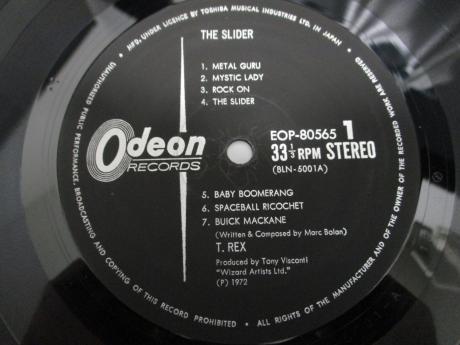 • MFD. UNDER LICENCE BY TOSHIBA MUSICAL INDUSTRIES LTD. IN JAPAN •
UNAUTHORIZED PUBLIC PERFORMANCE, BROADCASTING AND COPYING OF THIS RECORD PROHIBITED •
ALL RIGHTS OF THE MANUFACTURER AND OF THE OWNER OF THE RECORDED WORK ARE RESERVED
THE SLIDER
1. METAL GURU
2. MYSTIC LADY
3. ROCK ON
4. THE SLIDER
Odeon
RECORDS
EOP-80565 1
33 1/3 RPM STEREO
(BLN-5001A)
5. BABY BOOMERANG
6. SPACEBALL RICOCHET
7. BUICK MACKANE
(Written & Composed by Marc Bolan)
T. REX
Produced by Tony Visconti
"Wizard Artists Ltd."
(P) 1972